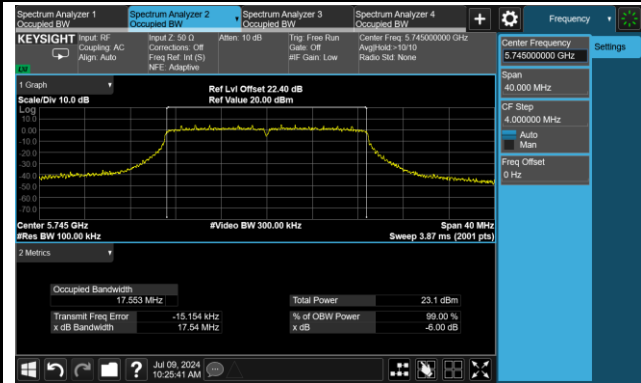 Spectrum Analyzer 1
Occupied BW
Spectrum Analyzer 2
Occupied BW
Spectrum Analyzer 3
Occupied BW
Spectrum Analyzer 4
Occupied BW
+
Frequency
KEYSIGHT
Input: RF
Coupling: AC
Align: Auto
Input Z: 50 Ω
Corrections: Off
Freq Ref: Int (S)
NFE: Adaptive
Atten: 10 dB
Trig: Free Run
Gate: Off
#IF Gain: Low
Center Freq: 5.745000000 GHz
Avg|Hold:>10/10
Radio Std: None
Center Frequency
5.745000000 GHz
Settings
Span
40.000 MHz
CF Step
4.000000 MHz
Auto
Man
Freq Offset
0 Hz
1 Graph
Scale/Div 10.0 dB
Ref Lvl Offset 22.40 dB
Ref Value 20.00 dBm
Log
10.0
0.00
-10.0
-20.0
-30.0
-40.0
-50.0
-60.0
-70.0
Center 5.745 GHz
#Res BW 100.00 kHz
#Video BW 300.00 kHz
Span 40 MHz
Sweep 3.87 ms (2001 pts)
2 Metrics
Occupied Bandwidth
17.553 MHz
Total Power 23.1 dBm
Transmit Freq Error -15.154 kHz
% of OBW Power 99.00 %
x dB Bandwidth 17.54 MHz
x dB -6.00 dB
?
Jul 09, 2024
10:25:41 AM